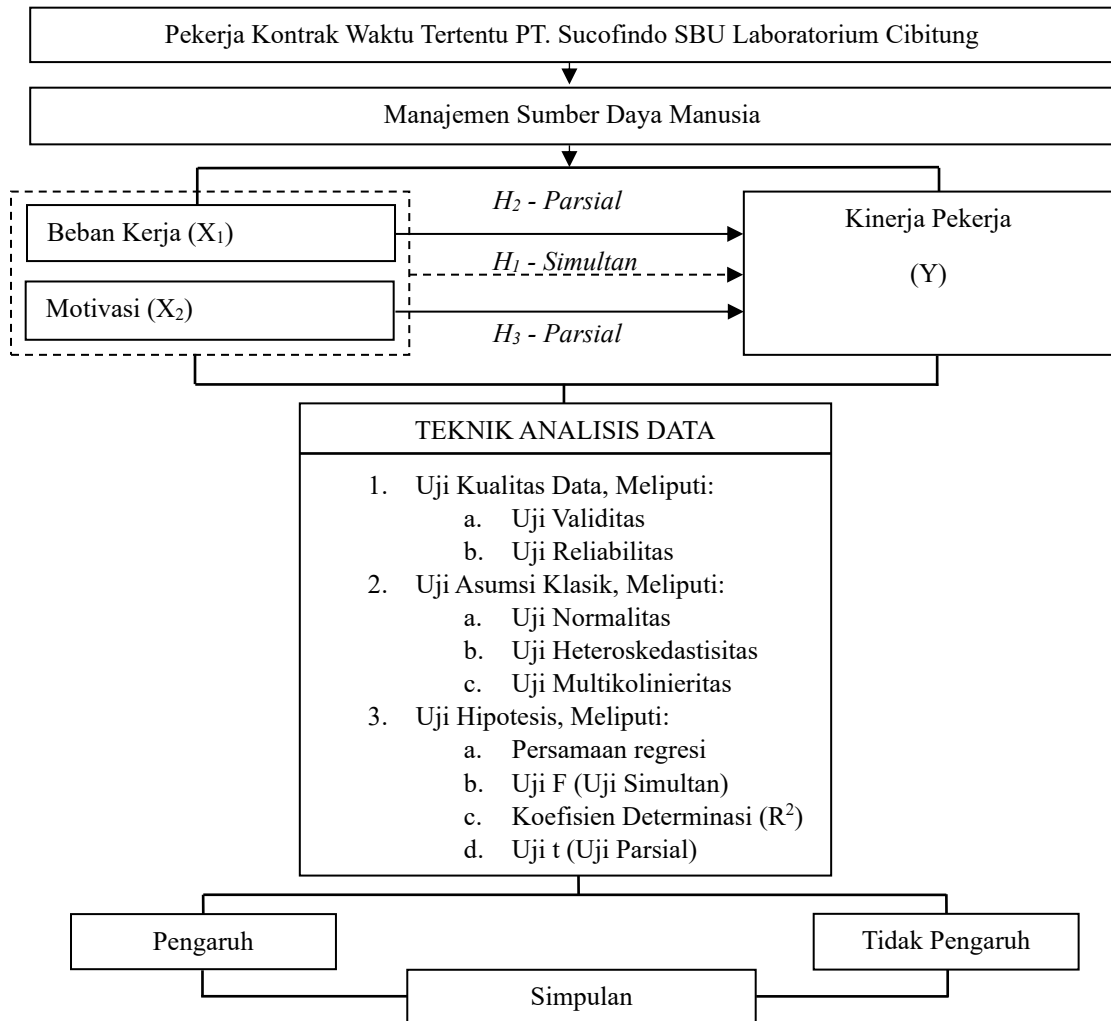 Pekerja Kontrak Waktu Tertentu PT. Sucofindo SBU Laboratorium Cibitung
Manajemen Sumber Daya Manusia
H₂ - Parsial
Beban Kerja (X₁)
H₁ - Simultan
Motivasi (X₂)
H₃ - Parsial
Kinerja Pekerja
(Y)
TEKNIK ANALISIS DATA
1. Uji Kualitas Data, Meliputi:
a. Uji Validitas
b. Uji Reliabilitas
2. Uji Asumsi Klasik, Meliputi:
a. Uji Normalitas
b. Uji Heteroskedastisitas
c. Uji Multikolinieritas
3. Uji Hipotesis, Meliputi:
a. Persamaan regresi
b. Uji F (Uji Simultan)
c. Koefisien Determinasi (R²)
d. Uji t (Uji Parsial)
Pengaruh
Tidak Pengaruh
Simpulan